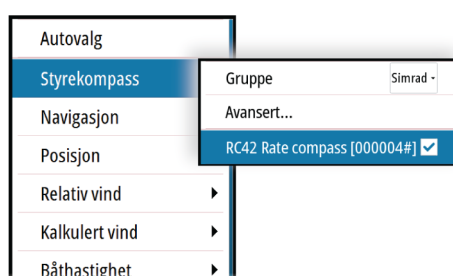 Autovalg
Styrekompass
Navigasjon
Posisjon
Relativ vind
Kalkulert vind
Båthastighet
Gruppe Simrad
Avansert...
RC42 Rate compass [000004#]